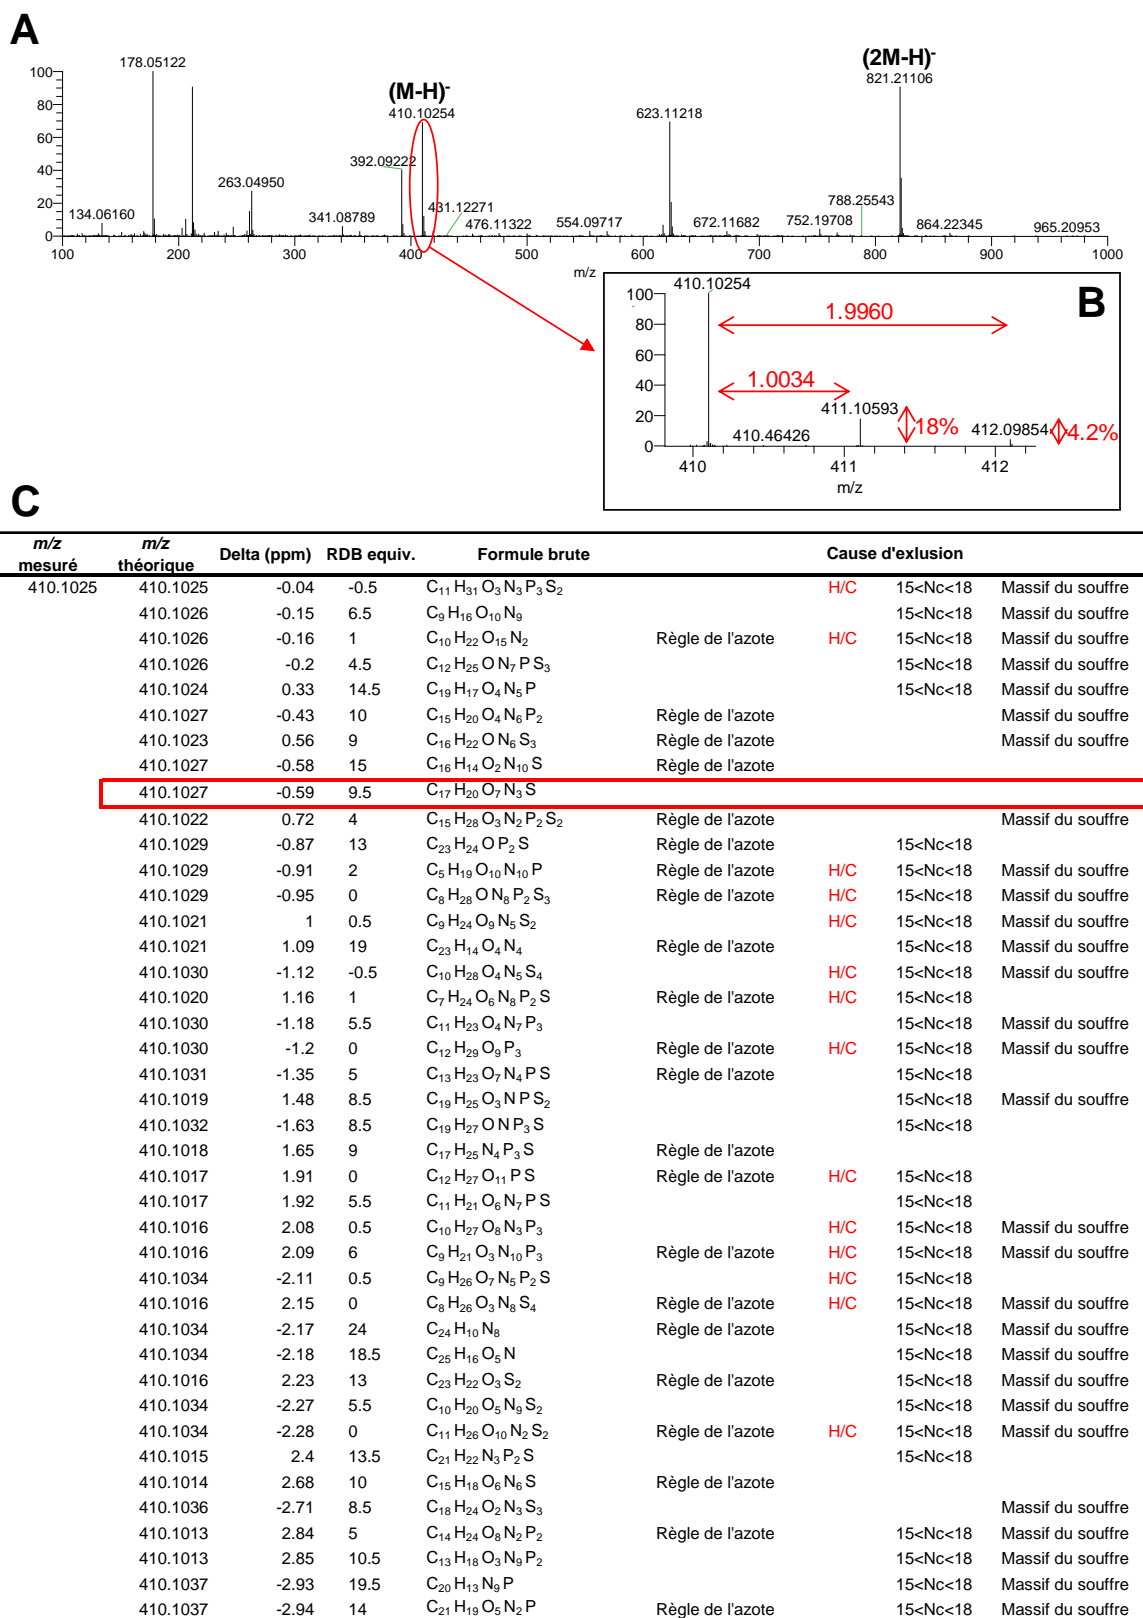 A
(2M-H)-
178.05122
821.21106
(M-H)-
410.10254
623.11218
392.09222
263.04950
431.12271
788.25543
134.06160
341.08789
476.11322
554.09717
672.11682
752.19708
864.22345
965.20953
100
80
60
40
20
0
100 200 300 400 500 600 700 800 900 1000
m/z
B
410.10254
1.9960
1.0034
411.10593
18%
410.46426
412.09854
4.2%
100
80
60
40
20
0
410 411 412
m/z
C
m/z mesuré m/z théorique Delta (ppm) RDB equiv. Formule brute Cause d'exlusion
410.1025 410.1025 -0.04 -0.5 C11H31O3N3P3S2 H/C 15<Nc<18 Massif du souffre
410.1026 -0.15 6.5 C9H16O10N9 15<Nc<18 Massif du souffre
410.1026 -0.16 1 C10H22O15N2 Règle de l'azote H/C 15<Nc<18 Massif du souffre
410.1026 -0.2 4.5 C12H25ON7PS3 15<Nc<18 Massif du souffre
410.1024 0.33 14.5 C19H17O4N5P 15<Nc<18 Massif du souffre
410.1027 -0.43 10 C15H20O4N6P2 Règle de l'azote Massif du souffre
410.1023 0.56 9 C16H22ON6S3 Règle de l'azote Massif du souffre
410.1027 -0.58 15 C16H14O2N10S Règle de l'azote
410.1027 -0.59 9.5 C17H20O7N3S
410.1022 0.72 4 C15H28O3N2P2S2 Règle de l'azote Massif du souffre
410.1029 -0.87 13 C23H24OP2S Règle de l'azote 15<Nc<18
410.1029 -0.91 2 C5H19O10N10P Règle de l'azote H/C 15<Nc<18 Massif du souffre
410.1029 -0.95 0 C8H28ON8P2S3 Règle de l'azote H/C 15<Nc<18 Massif du souffre
410.1021 1 0.5 C9H24O9N5S2 H/C 15<Nc<18 Massif du souffre
410.1021 1.09 19 C23H14O4N4 Règle de l'azote 15<Nc<18 Massif du souffre
410.1030 -1.12 -0.5 C10H28O4N5S4 H/C 15<Nc<18 Massif du souffre
410.1020 1.16 1 C7H24O6N8P2S Règle de l'azote H/C 15<Nc<18
410.1030 -1.18 5.5 C11H23O4N7P3 15<Nc<18 Massif du souffre
410.1030 -1.2 0 C12H29O9P3 Règle de l'azote H/C 15<Nc<18 Massif du souffre
410.1031 -1.35 5 C13H23O7N4PS Règle de l'azote 15<Nc<18
410.1019 1.48 8.5 C19H25O3NPS2 15<Nc<18 Massif du souffre
410.1032 -1.63 8.5 C19H27ONP3S 15<Nc<18
410.1018 1.65 9 C17H25N4P3S Règle de l'azote
410.1017 1.91 0 C12H27O11PS Règle de l'azote H/C 15<Nc<18
410.1017 1.92 5.5 C11H21O6N7PS 15<Nc<18
410.1016 2.08 0.5 C10H27O8N3P3 H/C 15<Nc<18 Massif du souffre
410.1016 2.09 6 C9H21O3N10P3 Règle de l'azote H/C 15<Nc<18 Massif du souffre
410.1034 -2.11 0.5 C9H26O7N5P2S H/C 15<Nc<18
410.1016 2.15 0 C8H26O3N8S4 Règle de l'azote H/C 15<Nc<18 Massif du souffre
410.1034 -2.17 24 C24H10N8 Règle de l'azote 15<Nc<18 Massif du souffre
410.1034 -2.18 18.5 C25H16O5N 15<Nc<18 Massif du souffre
410.1016 2.23 13 C23H22O3S2 Règle de l'azote 15<Nc<18 Massif du souffre
410.1034 -2.27 5.5 C10H20O5N9S2 15<Nc<18 Massif du souffre
410.1034 -2.28 0 C11H26O10N2S2 Règle de l'azote H/C 15<Nc<18 Massif du souffre
410.1015 2.4 13.5 C21H22N3P2S 15<Nc<18
410.1014 2.68 10 C15H18O6N6S Règle de l'azote
410.1036 -2.71 8.5 C18H24O2N3S3 Massif du souffre
410.1013 2.84 5 C14H24O8N2P2 Règle de l'azote 15<Nc<18 Massif du souffre
410.1013 2.85 10.5 C13H18O3N9P2 15<Nc<18 Massif du souffre
410.1037 -2.93 19.5 C20H13N9P 15<Nc<18 Massif du souffre
410.1037 -2.94 14 C21H19O5N2P Règle de l'azote 15<Nc<18 Massif du souffre